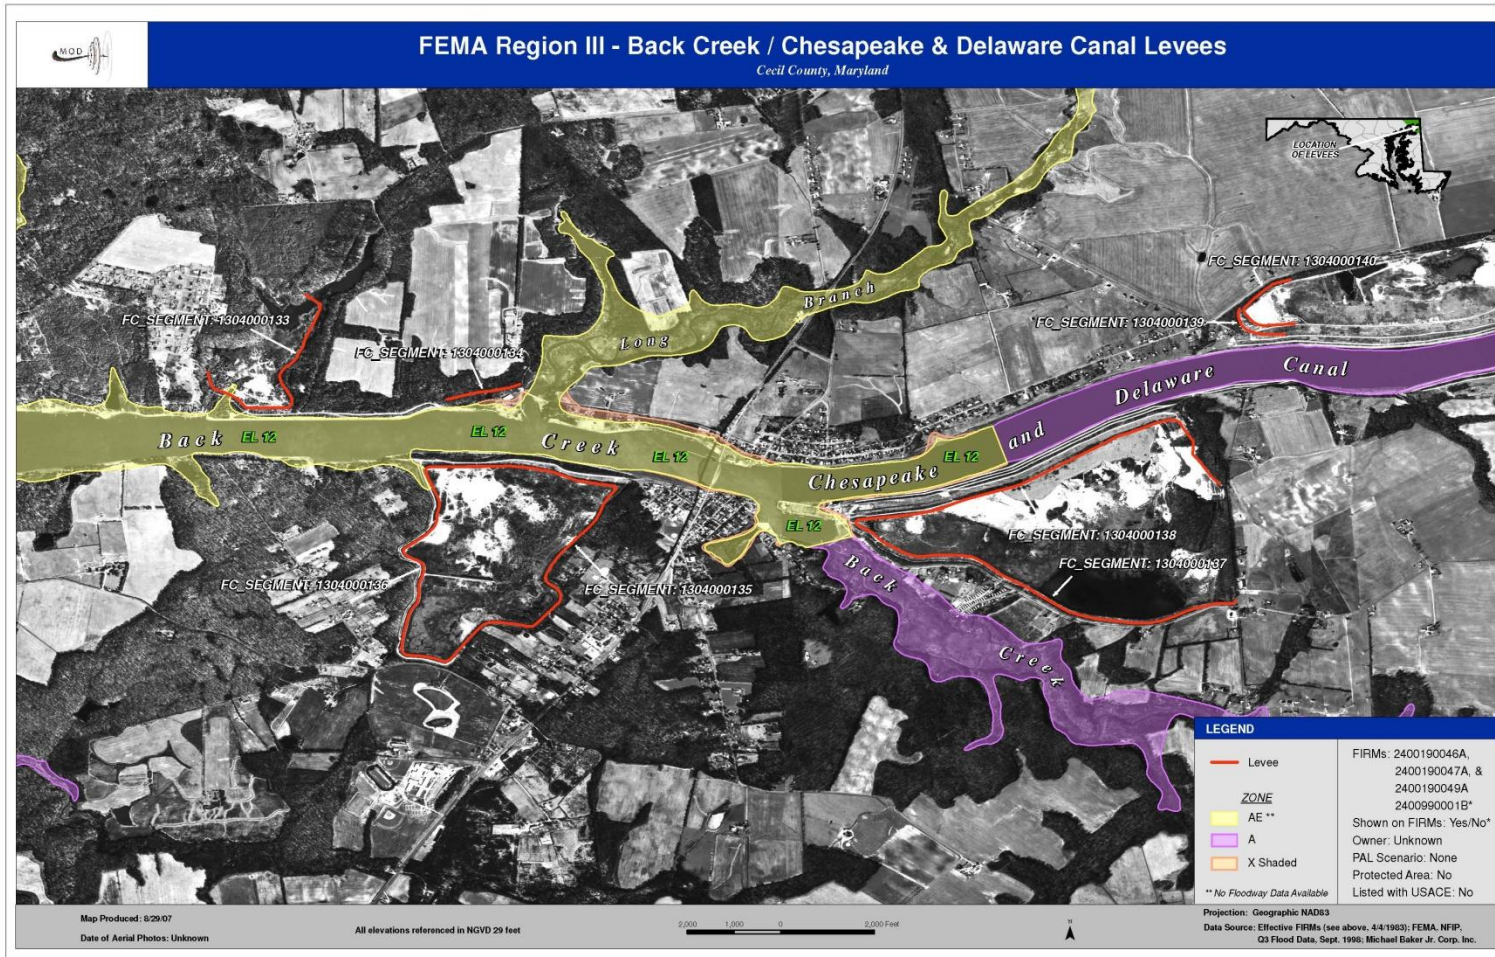 MOD
FEMA Region III - Back Creek / Chesapeake & Delaware Canal Levees
Cecil County, Maryland
LOCATION
OF LEVEES
FC_SEGMENT: 1304000140
FC_SEGMENT: 1304000133
FC_SEGMENT: 1304000139
FC_SEGMENT: 1304000134
Long Branch
Back Creek
EL 12
EL 12
EL 12
EL 12
EL 12
Chesapeake and Delaware Canal
FC_SEGMENT: 1304000138
FC_SEGMENT: 1304000137
FC_SEGMENT: 1304000136
FC_SEGMENT: 1304000135
Back Creek
LEGEND
Levee
ZONE
AE **
A
X Shaded
** No Floodway Data Available
FIRMs: 2400190046A,
2400190047A, &
2400190049A
2400990001B*
Shown on FIRMs: Yes/No*
Owner: Unknown
PAL Scenario: None
Protected Area: No
Listed with USACE: No
Map Produced: 8/29/07
Date of Aerial Photos: Unknown
All elevations referenced in NGVD 29 feet
2,000 1,000 0 2,000 Feet
N
Projection: Geographic NAD83
Data Source: Effective FIRMs (see above, 4/4/1983); FEMA, NFIP,
Q3 Flood Data, Sept. 1998; Michael Baker Jr. Corp. Inc.